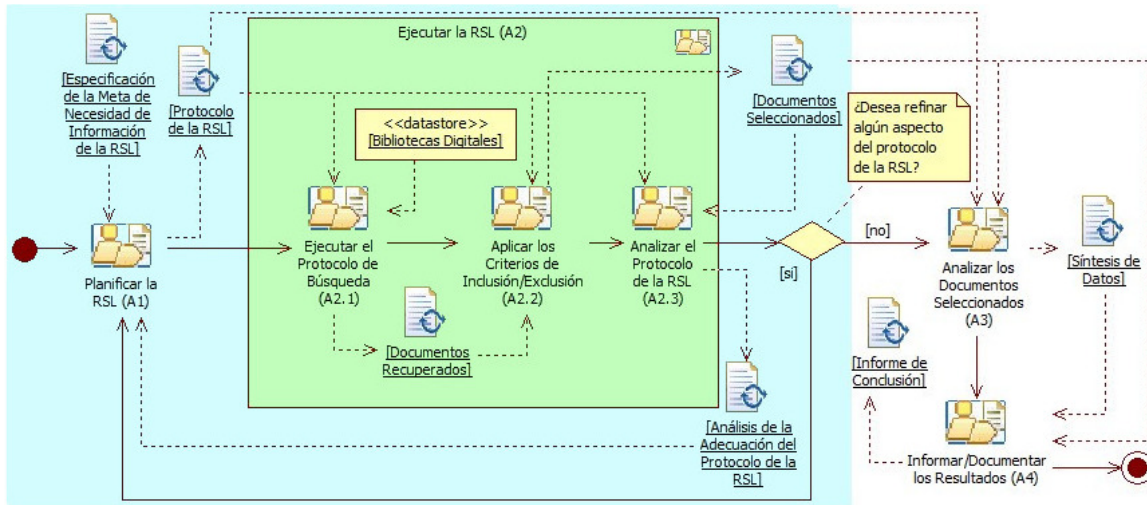 Ejecutar la RSL (A2)
[Especificación
de la Meta de
Necesidad de
Información
de la RSL]
[Protocolo
de la RSL]
<<datastore>>
[Bibliotecas Digitales]
[Documentos
Seleccionados]
¿Desea refinar
algún aspecto
del protocolo
de la RSL?
Planificar la
RSL (A1)
Ejecutar el
Protocolo de
Búsqueda
(A2.1)
Aplicar los
Criterios de
Inclusión/Exclusión
(A2.2)
Analizar el
Protocolo
de la RSL
(A2.3)
[si]
[no]
Analizar los
Documentos
Seleccionados
(A3)
[Síntesis de
Datos]
[Documentos
Recuperados]
[Informe de
Conclusión]
[Análisis de la
Adecuación del
Protocolo de la
RSL]
Informar/Documentar
los Resultados (A4)